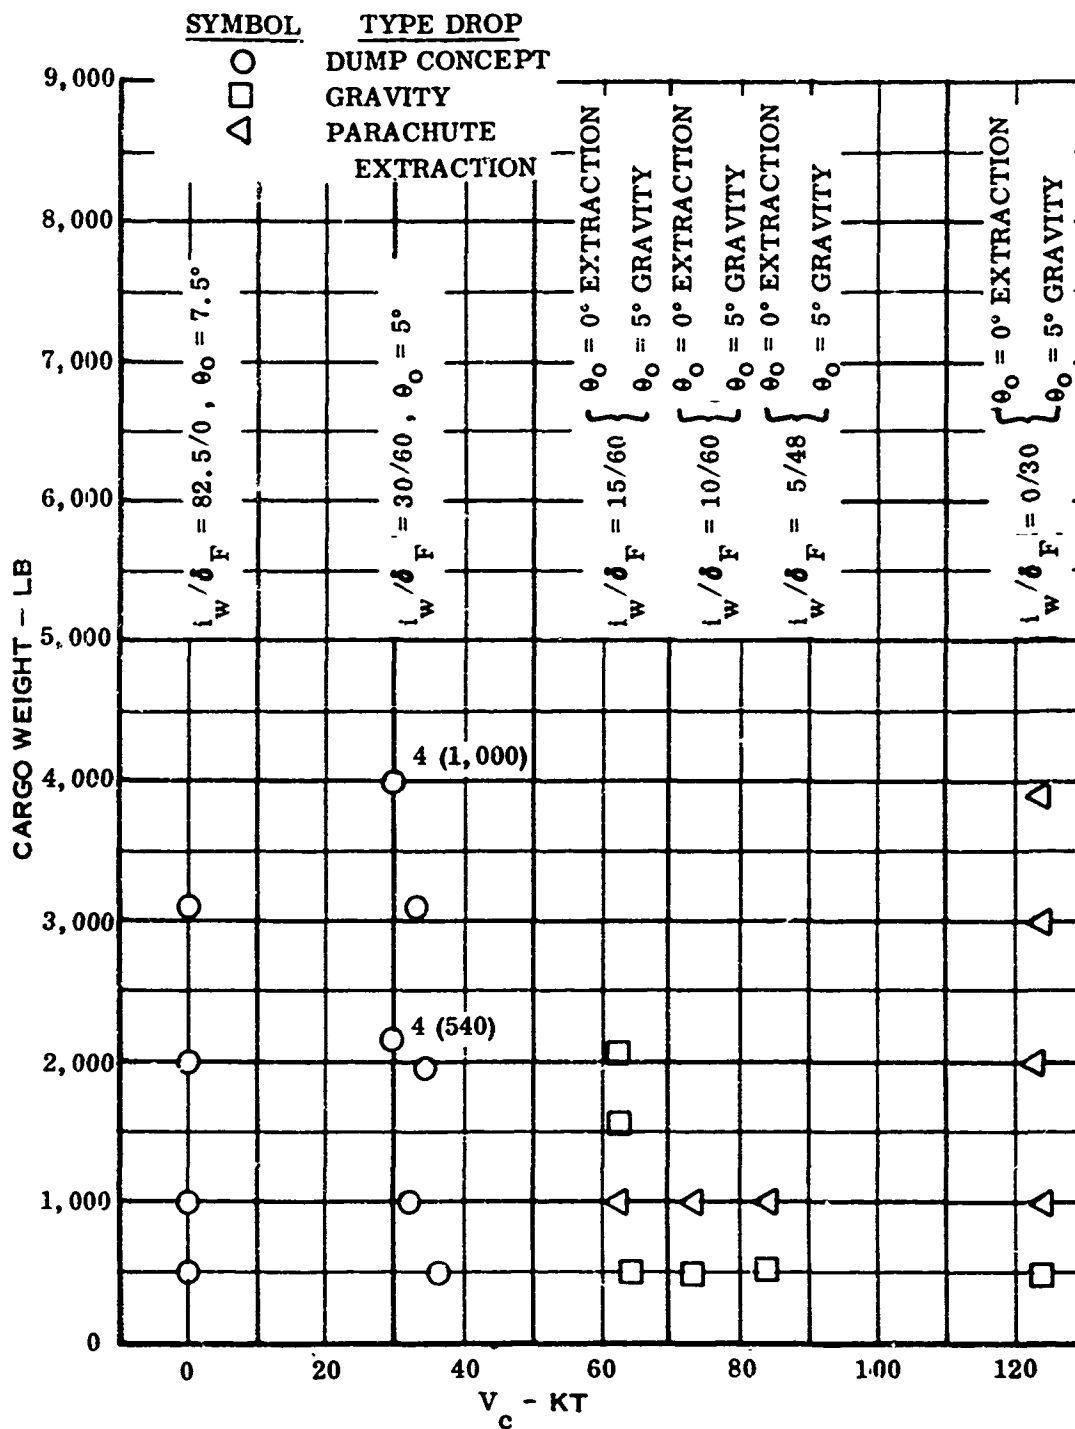 SYMBOL TYPE DROP
DUMP CONCEPT
GRAVITY
PARACHUTE
EXTRACTION
9,000
8,000
7,000
6,000
5,000
4,000
3,000
2,000
1,000
0
CARGO WEIGHT - LB
i_w/δ_F = 82.5/0, θ_o = 7.5°
i_w/δ_F = 30/60, θ_o = 5°
i_w/δ_F = 15/60
θ_o = 0° EXTRACTION
θ_o = 5° GRAVITY
i_w/δ_F = 10/60
θ_o = 0° EXTRACTION
θ_o = 5° GRAVITY
i_w/δ_F = 5/48
θ_o = 0° EXTRACTION
θ_o = 5° GRAVITY
i_w/δ_F = 0/30
θ_o = 0° EXTRACTION
θ_o = 5° GRAVITY
4 (1,000)
4 (540)
0 20 40 60 80 100 120
V_c - KT